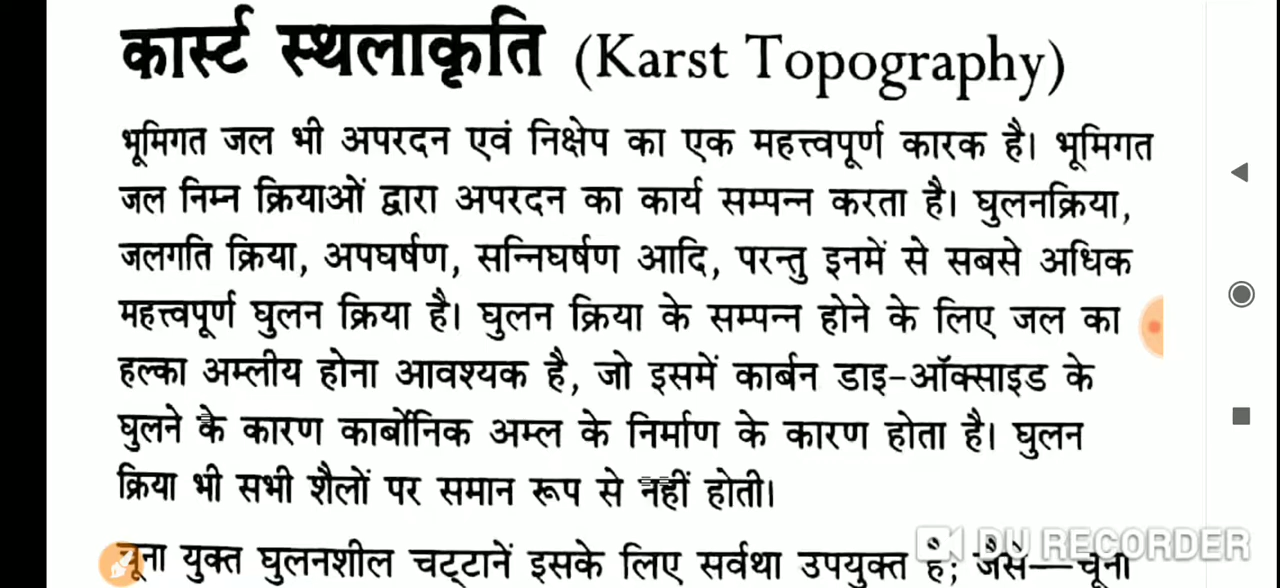 कार्स्ट स्थलाकृति (Karst Topography)
भूमिगत जल भी अपरदन एवं निक्षेप का एक महत्त्वपूर्ण कारक है। भूमिगत
जल निम्न क्रियाओं द्वारा अपरदन का कार्य सम्पन्न करता है। घुलनक्रिया,
जलगति क्रिया, अपघर्षण, सन्निघर्षण आदि, परन्तु इनमें से सबसे अधिक
महत्त्वपूर्ण घुलन क्रिया है। घुलन क्रिया के सम्पन्न होने के लिए जल का
हल्का अम्लीय होना आवश्यक है, जो इसमें कार्बन डाइ-ऑक्साइड के
घुलने के कारण कार्बोनिक अम्ल के निर्माण के कारण होता है। घुलन
क्रिया भी सभी शैलों पर समान रूप से नहीं होती।
चूना युक्त घुलनशील चट्टानें इसके लिए सर्वथा उपयुक्त हैं; जैसे—चूना
DU RECORDER